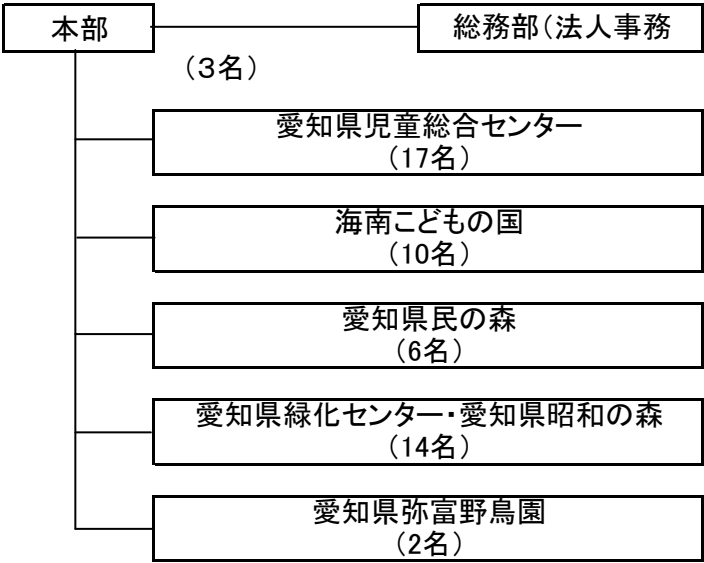 本部
総務部(法人事務
(３名)
愛知県児童総合センター
(17名)
海南こどもの国
(10名)
愛知県民の森
(6名)
愛知県緑化センター・愛知県昭和の森
(14名)
愛知県弥富野鳥園
(2名)